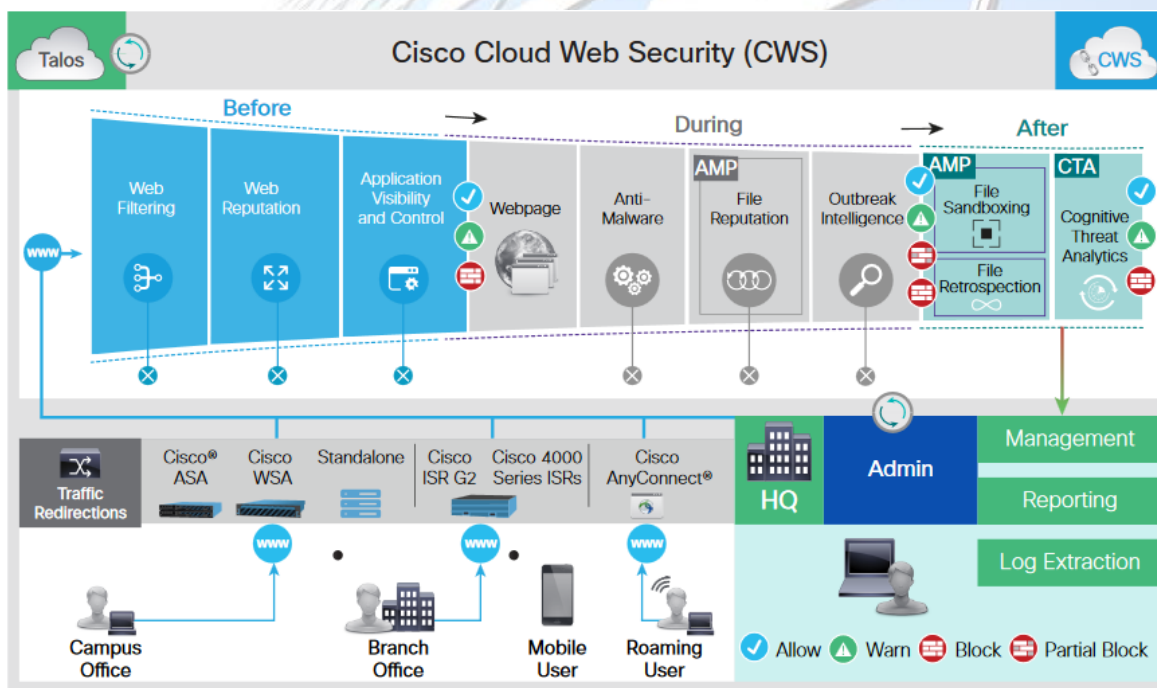 Talos
Cisco Cloud Web Security (CWS)
CWS
Before
During
After
Web
Filtering
Web
Reputation
Application
Visibility
and Control
Webpage
Anti-
Malware
AMP
File
Reputation
Outbreak
Intelligence
AMP
File
Sandboxing
File
Retrospection
CTA
Cognitive
Threat
Analytics
www
Traffic
Redirections
Cisco®
ASA
Cisco
WSA
Standalone
Cisco
ISR G2
Cisco 4000
Series ISRs
Cisco
AnyConnect®
HQ
Admin
Management
Reporting
Log Extraction
www
www
www
Campus
Office
Branch
Office
Mobile
User
Roaming
User
Allow
Warn
Block
Partial Block